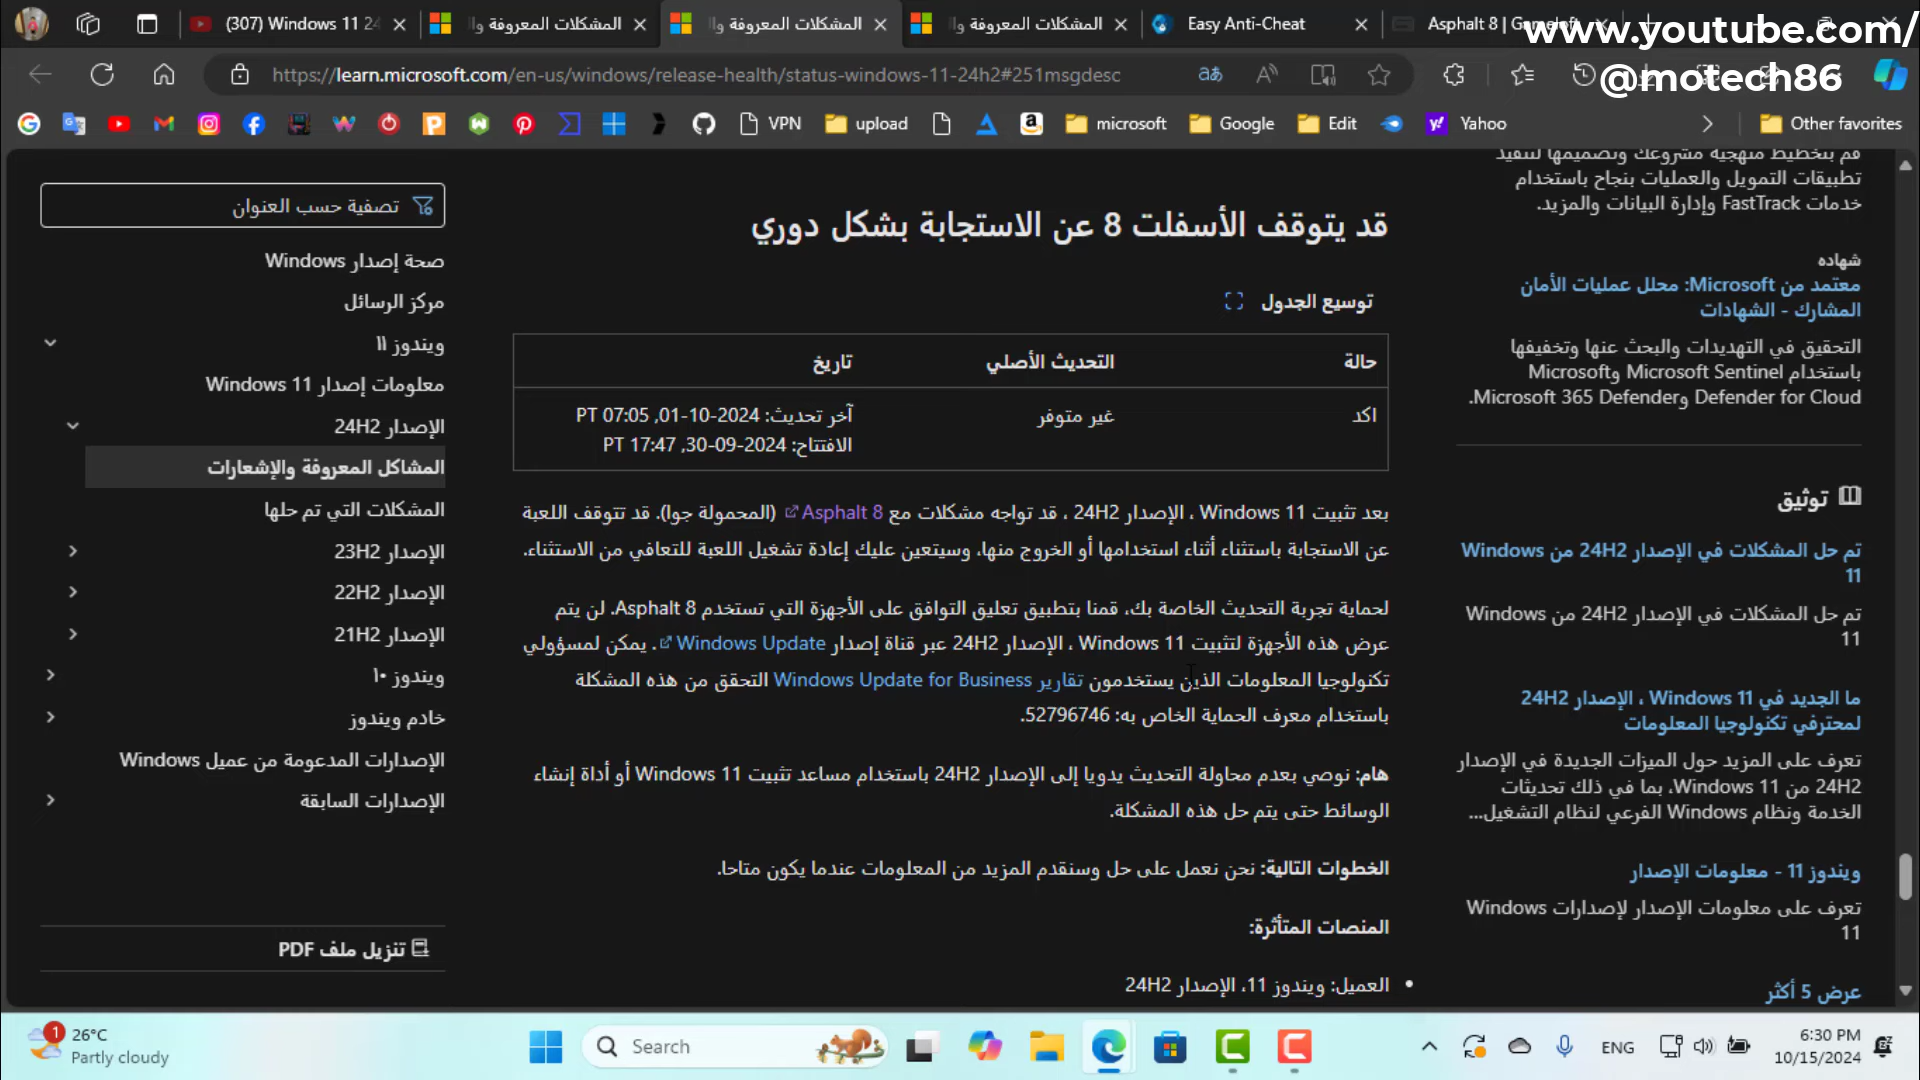 (307) Windows 11 24
المشكلات المعروفة وال
المشكلات المعروفة وال
المشكلات المعروفة وال
Easy Anti-Cheat
Asphalt 8 | Gameloft
www.youtube.com/
@motech86
https://learn.microsoft.com/en-us/windows/release-health/status-windows-11-24h2#251msgdesc
VPN
upload
microsoft
Google
Edit
Yahoo
Other favorites
تصفية حسب العنوان
صحة إصدار Windows
مركز الرسائل
ويندوز ١١
معلومات إصدار Windows 11
الإصدار 24H2
المشاكل المعروفة والإشعارات
المشكلات التي تم حلها
الإصدار 23H2
الإصدار 22H2
الإصدار 21H2
ويندوز ١٠
خادم ويندوز
الإصدارات المدعومة من عميل Windows
الإصدارات السابقة
تنزيل ملف PDF
قد يتوقف الأسفلت 8 عن الاستجابة بشكل دوري
توسيع الجدول
حالة التحديث الأصلي تاريخ
اكد غير متوفر آخر تحديث: 2024-10-01, 07:05 PT
الافتتاح: 2024-09-30, 17:47 PT
بعد تثبيت Windows 11 ، الإصدار 24H2 ، قد تواجه مشكلات مع Asphalt 8 (المحمولة جوا). قد تتوقف اللعبة
عن الاستجابة باستثناء أثناء استخدامها أو الخروج منها، وسيتعين عليك إعادة تشغيل اللعبة للتعافي من الاستثناء.
لحماية تجربة التحديث الخاصة بك، قمنا بتطبيق تعليق التوافق على الأجهزة التي تستخدم Asphalt 8. لن يتم
عرض هذه الأجهزة لتثبيت Windows 11 ، الإصدار 24H2 عبر قناة إصدار Windows Update . يمكن لمسؤولي
تكنولوجيا المعلومات الذين يستخدمون تقارير Windows Update for Business التحقق من هذه المشكلة
باستخدام معرف الحماية الخاص به: 52796746.
هام: نوصي بعدم محاولة التحديث يدويا إلى الإصدار 24H2 باستخدام مساعد تثبيت Windows 11 أو أداة إنشاء
الوسائط حتى يتم حل هذه المشكلة.
الخطوات التالية: نحن نعمل على حل وسنقدم المزيد من المعلومات عندما يكون متاحا.
المنصات المتأثرة:
• العميل: ويندوز 11، الإصدار 24H2
قم بتخطيط منهجية مشروعك وتصميمها لتنفيذ
تطبيقات التمويل والعمليات بنجاح باستخدام
خدمات FastTrack وإدارة البيانات والمزيد.
شهاده
معتمد من Microsoft: محلل عمليات الأمان
المشارك - الشهادات
التحقيق في التهديدات والبحث عنها وتخفيفها
باستخدام Microsoft Sentinel وMicrosoft
Defender for Cloud وMicrosoft 365 Defender.
توثيق
تم حل المشكلات في الإصدار 24H2 من Windows
11
تم حل المشكلات في الإصدار 24H2 من Windows
11
ما الجديد في Windows 11 ، الإصدار 24H2
لمحترفي تكنولوجيا المعلومات
تعرف على المزيد حول الميزات الجديدة في الإصدار
24H2 من Windows 11، بما في ذلك تحديثات
الخدمة ونظام Windows الفرعي لنظام التشغيل...
ويندوز 11 - معلومات الإصدار
تعرف على معلومات الإصدار لإصدارات Windows
11
عرض 5 أكثر
1
26°C
Partly cloudy
Search
ENG
6:30 PM
10/15/2024